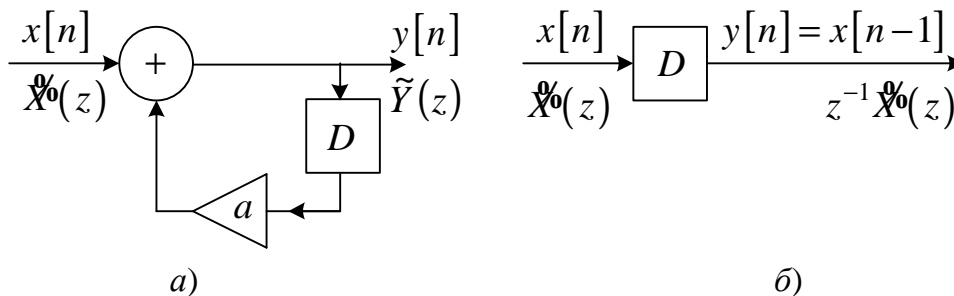 x[n]
+
y[n]
X̃(z)
Ỹ(z)
D
a
а)
x[n]
D
y[n] = x[n−1]
X̃(z)
z⁻¹X̃(z)
б)